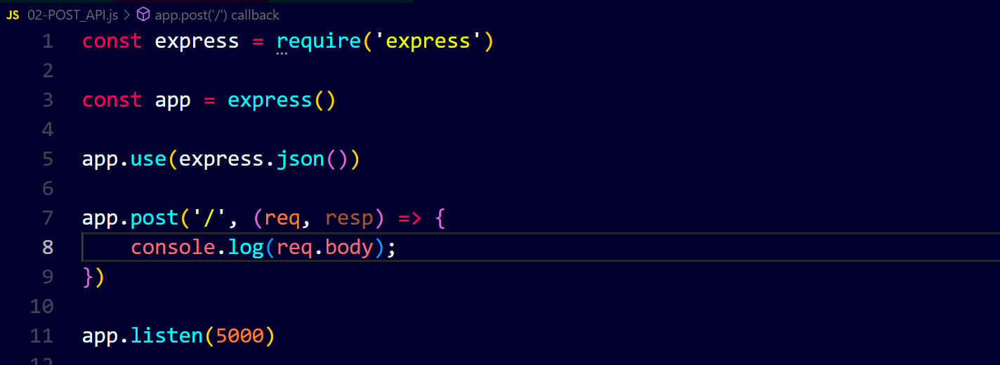 JS 02-POST_API.js > app.post('/') callback
1 const express = require('express')
2
3 const app = express()
4
5 app.use(express.json())
6
7 app.post('/', (req, resp) => {
8     console.log(req.body);
9 })
10
11 app.listen(5000)
12